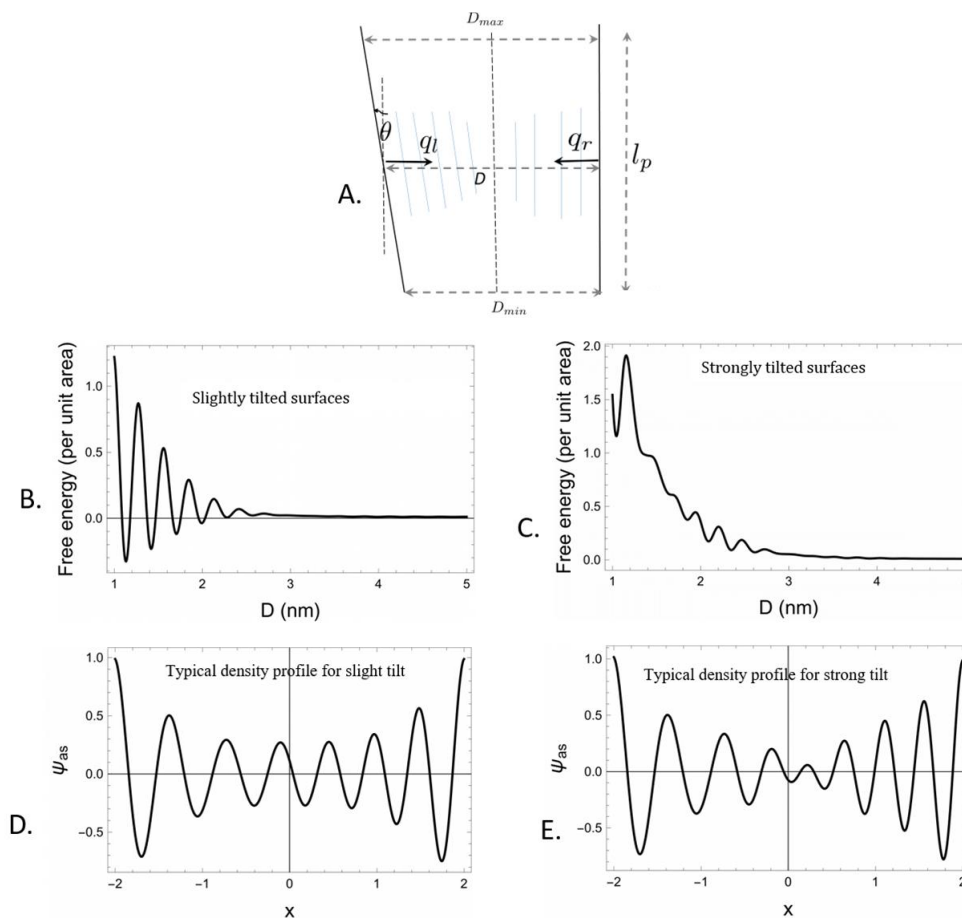 D_max
θ
q_l
q_r
l_p
D
A.
D_min
Free energy (per unit area)
1.0
0.5
0.0
Slightly tilted surfaces
B.
1 2 3 4 5
D (nm)
Free energy (per unit area)
2.0
1.5
1.0
0.5
0.0
Strongly tilted surfaces
C.
1 2 3 4
D (nm)
Typical density profile for slight tilt
1.0
0.5
0.0
−0.5
ψas
D.
−2 −1 0 1 2
x
Typical density profile for strong tilt
1.0
0.5
0.0
−0.5
ψas
E.
−2 −1 0 1 2
x